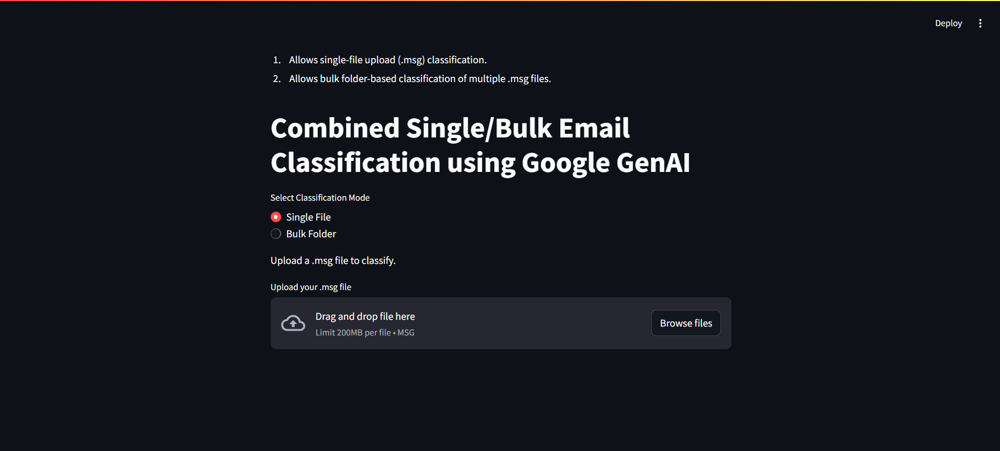 Deploy
1. Allows single-file upload (.msg) classification.
2. Allows bulk folder-based classification of multiple .msg files.
Combined Single/Bulk Email
Classification using Google GenAI
Select Classification Mode
Single File
Bulk Folder
Upload a .msg file to classify.
Upload your .msg file
Drag and drop file here
Limit 200MB per file • MSG
Browse files